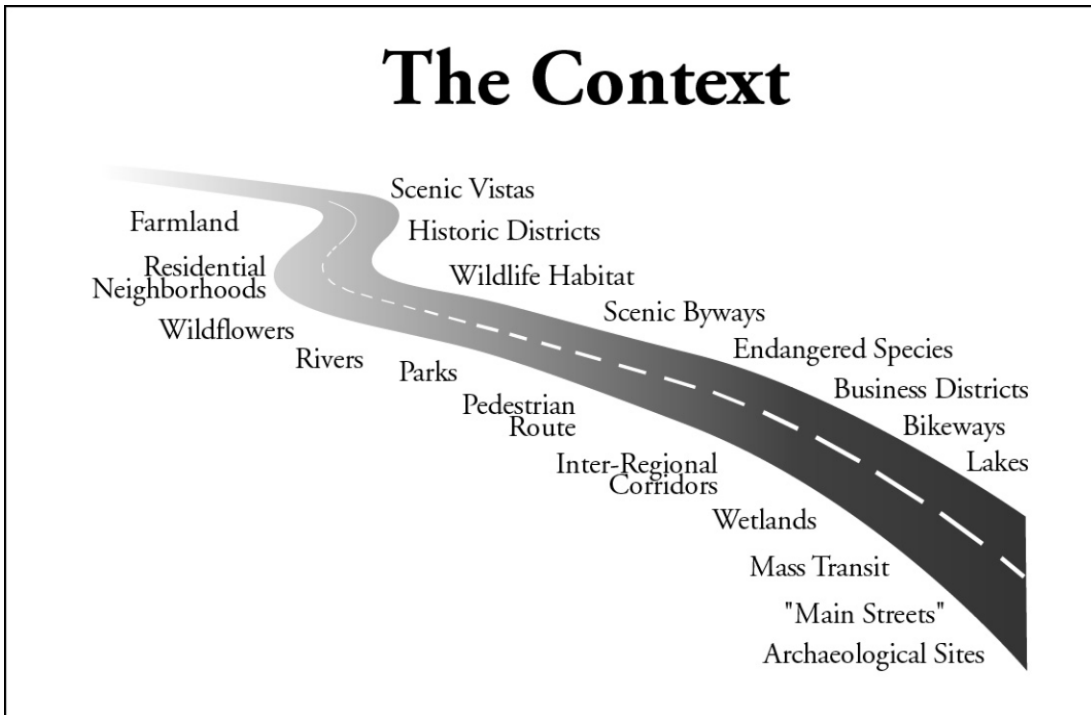 The Context
Scenic Vistas
Farmland
Historic Districts
Residential
Neighborhoods
Wildlife Habitat
Wildflowers
Scenic Byways
Rivers
Endangered Species
Parks
Business Districts
Pedestrian
Route
Bikeways
Inter-Regional
Corridors
Lakes
Wetlands
Mass Transit
"Main Streets"
Archaeological Sites